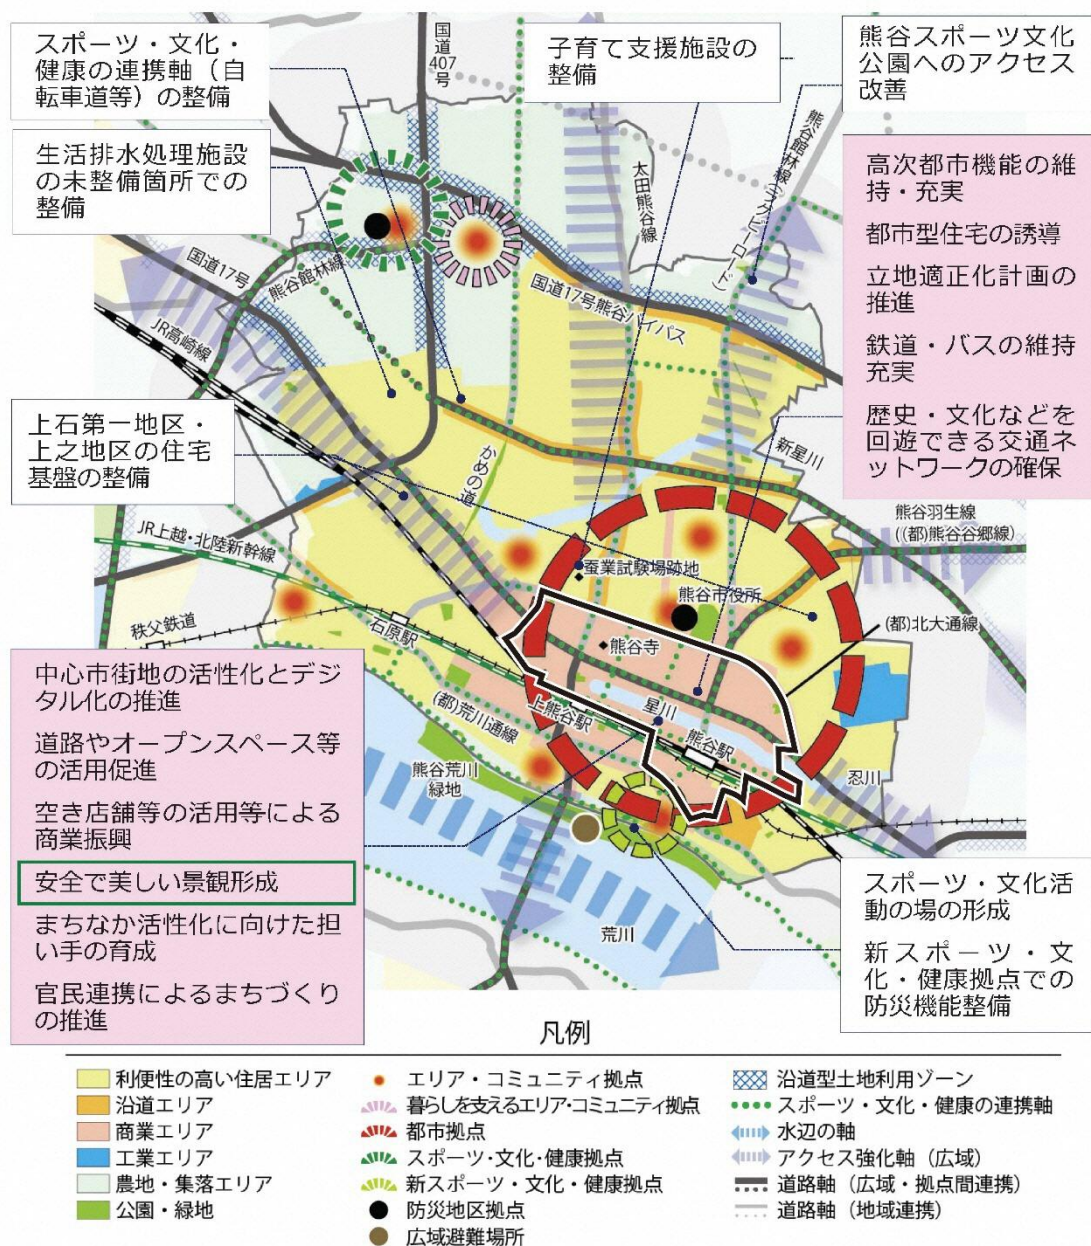 スポーツ・文化・
健康の連携軸（自
転車道等）の整備
国道
407
号
子育て支援施設の
整備
熊谷スポーツ文化
公園へのアクセス
改善
生活排水処理施設
の未整備箇所での
整備
高次都市機能の維
持・充実
都市型住宅の誘導
立地適正化計画の
推進
鉄道・バスの維持
充実
歴史・文化などを
回遊できる交通ネ
ットワークの確保
熊谷館林線(ラグビーロード)
太田熊谷線
国道17号
熊谷館林線
国道17号熊谷バイパス
JR高崎線
上石第一地区・
上之地区の住宅
基盤の整備
かめの道
新星川
熊谷羽生線
((都)熊谷谷郷線)
JR上越・北陸新幹線
蚕業試験場跡地
熊谷市役所
秩父鉄道
石原駅
熊谷寺
(都)北大通線
中心市街地の活性化とデジ
タル化の推進
道路やオープンスペース等
の活用促進
空き店舗等の活用等による
商業振興
安全で美しい景観形成
まちなか活性化に向けた担
い手の育成
官民連携によるまちづくり
の推進
(都)荒川通線
上熊谷駅
星川
熊谷駅
熊谷荒川
緑地
忍川
荒川
スポーツ・文化活
動の場の形成
新スポーツ・文
化・健康拠点での
防災機能整備
凡例
利便性の高い住居エリア
沿道エリア
商業エリア
工業エリア
農地・集落エリア
公園・緑地
エリア・コミュニティ拠点
暮らしを支えるエリア・コミュニティ拠点
都市拠点
スポーツ・文化・健康拠点
新スポーツ・文化・健康拠点
防災地区拠点
広域避難場所
沿道型土地利用ゾーン
スポーツ・文化・健康の連携軸
水辺の軸
アクセス強化軸（広域）
道路軸（広域・拠点間連携）
道路軸（地域連携）